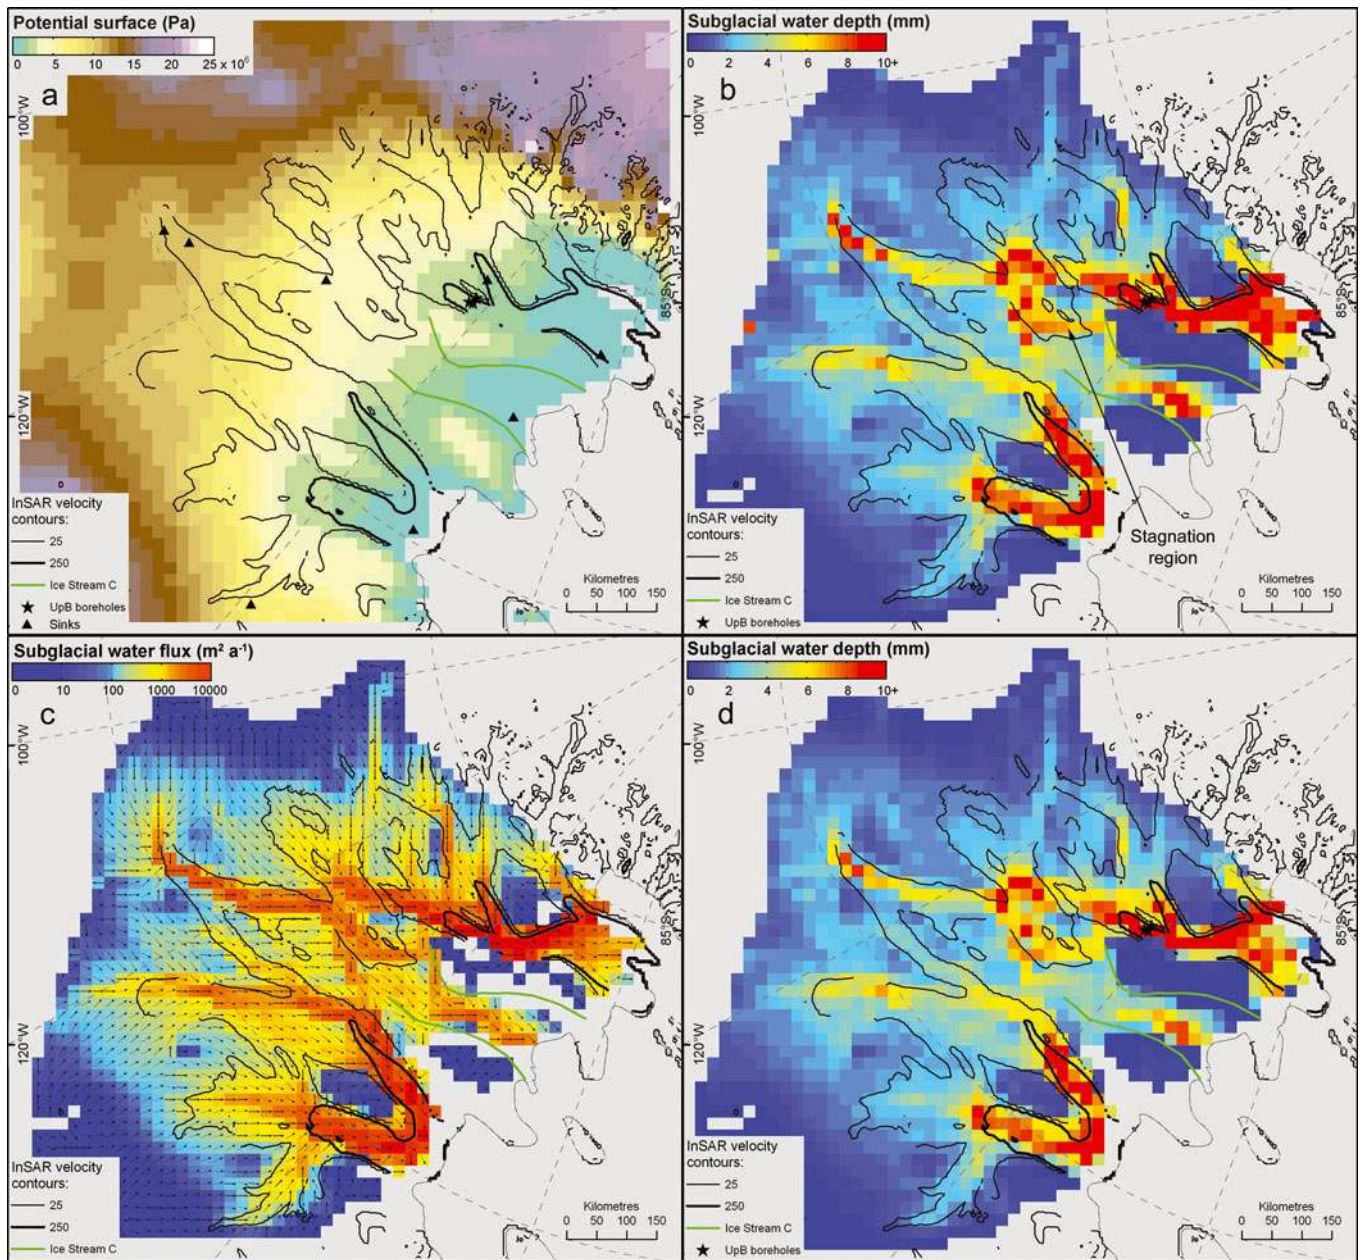 Potential surface (Pa)
0 5 10 15 20 25 x 10⁶
a
100°W
120°W
85°S
InSAR velocity
contours:
25
250
Ice Stream C
UpB boreholes
Sinks
Kilometres
0 50 100 150
Subglacial water depth (mm)
0 2 4 6 8 10+
b
100°W
120°W
85°S
Stagnation
region
InSAR velocity
contours:
25
250
Ice Stream C
UpB boreholes
Kilometres
0 50 100 150
Subglacial water flux (m² a⁻¹)
0 10 100 1000 10000
c
100°W
120°W
85°S
InSAR velocity
contours:
25
250
Ice Stream C
Kilometres
0 50 100 150
Subglacial water depth (mm)
0 2 4 6 8 10+
d
100°W
120°W
85°S
InSAR velocity
contours:
25
250
Ice Stream C
UpB boreholes
Kilometres
0 50 100 150